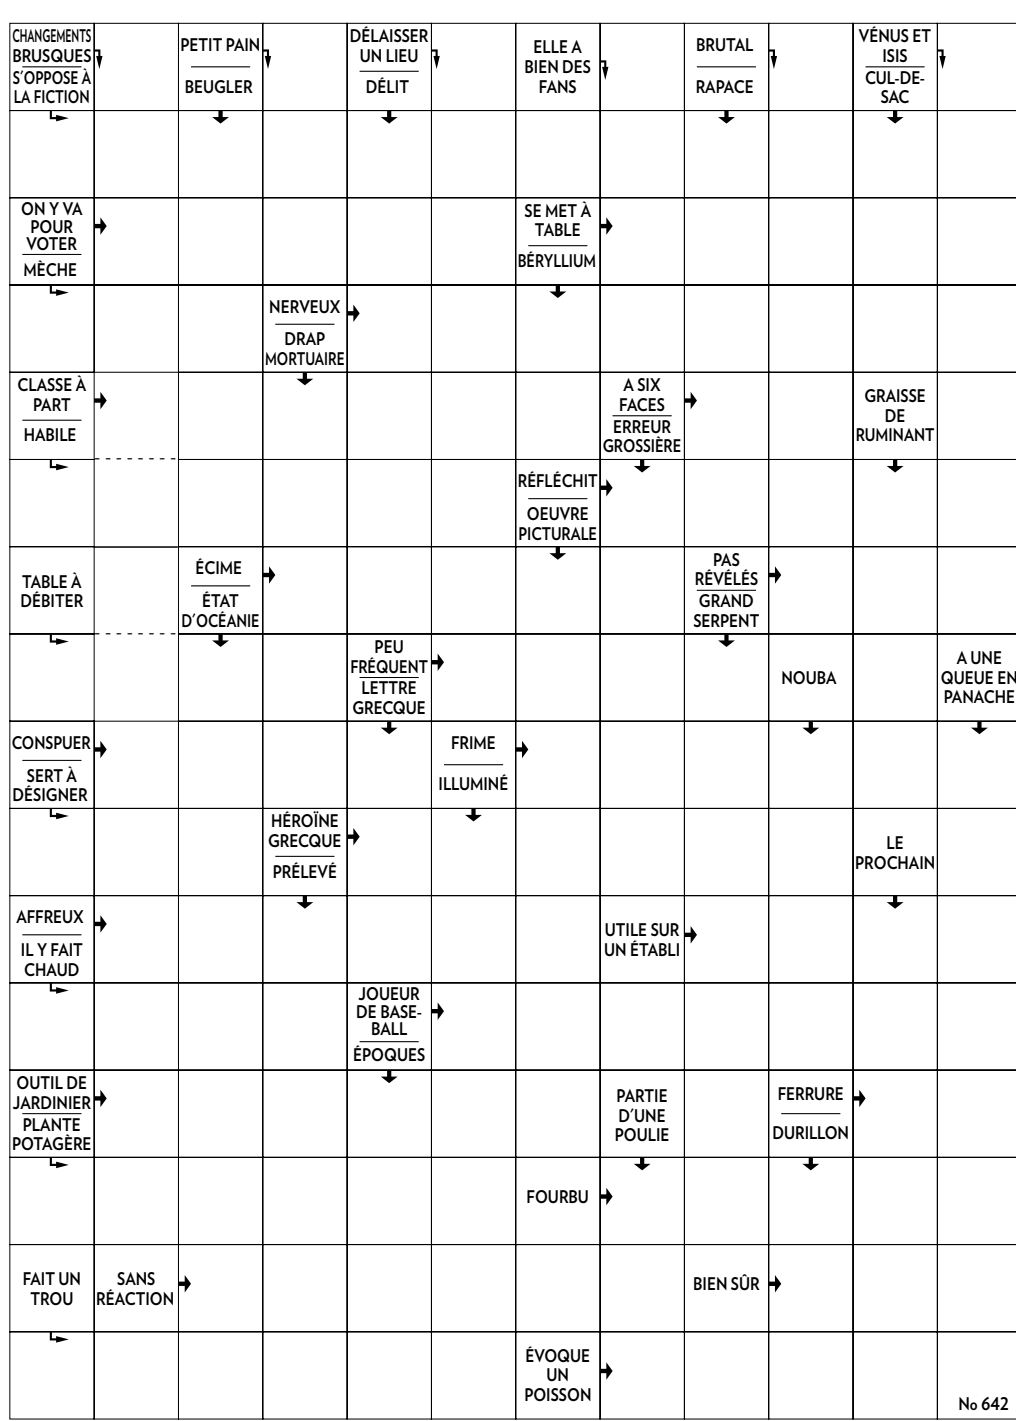 CHANGEMENTS
BRUSQUES
S'OPPOSE À
LA FICTION
PETIT PAIN
BEUGLER
DÉLAISSER
UN LIEU
DÉLIT
ELLE A
BIEN DES
FANS
BRUTAL
RAPACE
VÉNUS ET
ISIS
CUL-DE-
SAC
ON Y VA
POUR
VOTER
MÈCHE
SE MET À
TABLE
BÉRYLLIUM
NERVEUX
DRAP
MORTUAIRE
CLASSE À
PART
HABILE
A SIX
FACES
ERREUR
GROSSIÈRE
GRAISSE
DE
RUMINANT
RÉFLÉCHIT
OEUVRE
PICTURALE
TABLE À
DÉBITER
ÉCIME
ÉTAT
D'OCÉANIE
PAS
RÉVÉLÉS
GRAND
SERPENT
PEU
FRÉQUENT
LETTRE
GRECQUE
NOUBA
A UNE
QUEUE EN
PANACHE
CONSPUER
SERT À
DÉSIGNER
FRIME
ILLUMINÉ
HÉROÏNE
GRECQUE
PRÉLEVÉ
LE
PROCHAIN
AFFREUX
IL Y FAIT
CHAUD
UTILE SUR
UN ÉTABLI
JOUEUR
DE BASE-
BALL
ÉPOQUES
OUTIL DE
JARDINIER
PLANTE
POTAGÈRE
PARTIE
D'UNE
POULIE
FERRURE
DURILLON
FOURBU
FAIT UN
TROU
SANS
RÉACTION
BIEN SÛR
ÉVOQUE
UN
POISSON
No 642